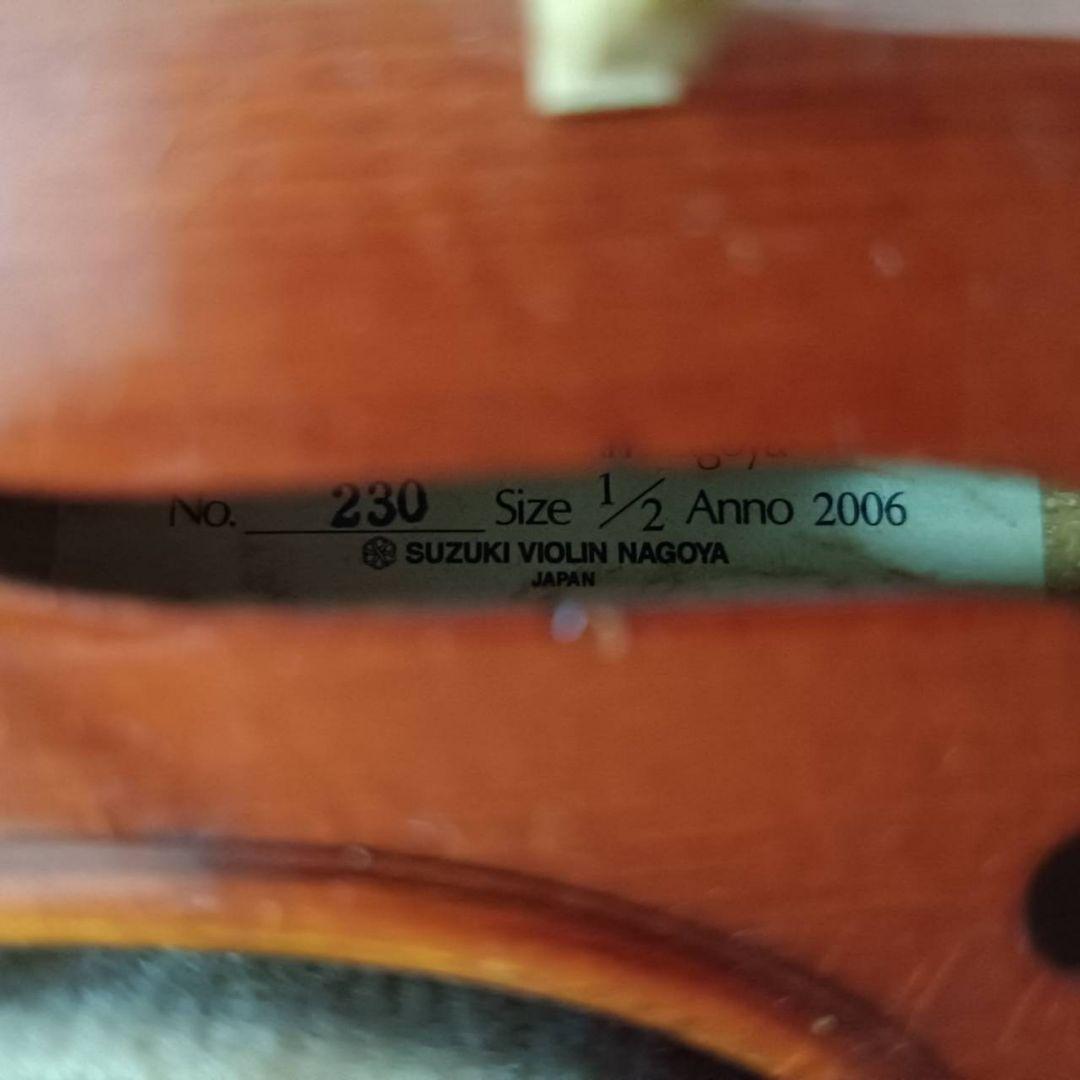 No. 230 Size 1/2 Anno 2006
SUZUKI VIOLIN NAGOYA
JAPAN